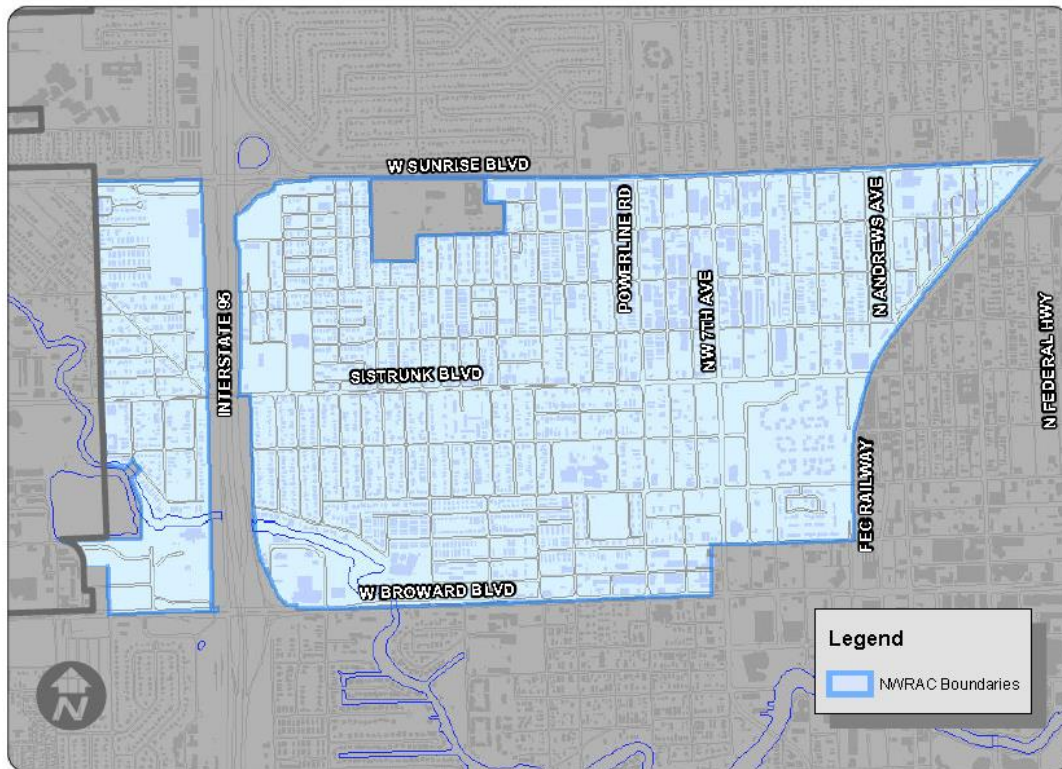 W SUNRISE BLVD
POWERLINE RD
N ANDREWS AVE
NW 7TH AVE
INTERSTATE 95
SISTRUNK BLVD
N FEDERAL HWY
FEC RAILWAY
W BROWARD BLVD
Legend
NWRAC Boundaries
N